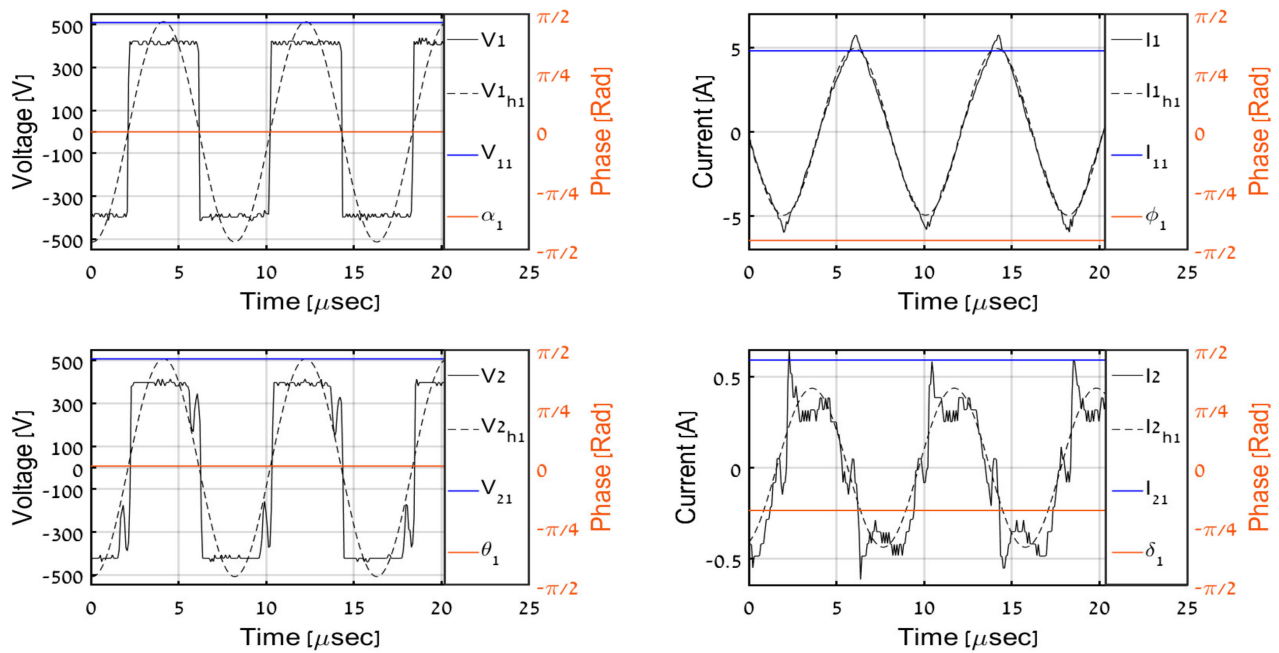 500
300
100
0
-100
-300
-500
Voltage [V]
0 5 10 15 20 25
Time [μsec]
V1
V1h1
V11
α1
π/2
π/4
0
-π/4
-π/2
Phase [Rad]
5
0
-5
Current [A]
0 5 10 15 20 25
Time [μsec]
I1
I1h1
I11
ϕ1
π/2
π/4
0
-π/4
-π/2
Phase [Rad]
500
300
100
0
-100
-300
-500
Voltage [V]
0 5 10 15 20 25
Time [μsec]
V2
V2h1
V21
θ1
π/2
π/4
0
-π/4
-π/2
Phase [Rad]
0.5
0
-0.5
Current [A]
0 5 10 15 20 25
Time [μsec]
I2
I2h1
I21
δ1
π/2
π/4
0
-π/4
-π/2
Phase [Rad]